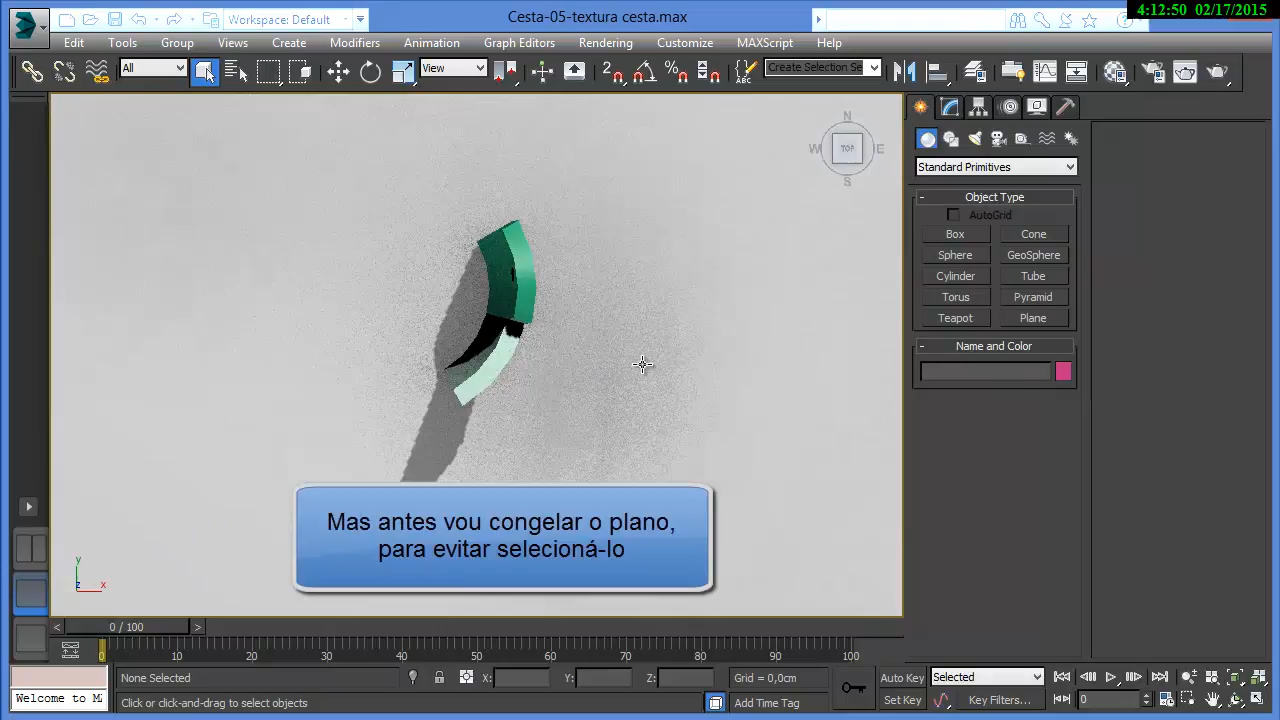 4:12:50 02/17/2015
Workspace: Default
Cesta-05-textura cesta.max
Edit Tools Group Views Create Modifiers Animation Graph Editors Rendering Customize MAXScript Help
All
View
Create Selection Se
N
W TOP E
S
Standard Primitives
- Object Type
AutoGrid
Box Cone
Sphere GeoSphere
Cylinder Tube
Torus Pyramid
Teapot Plane
- Name and Color
Mas antes vou congelar o plano,
para evitar selecioná-lo
y
z x
< 0 / 100 >
0 10 20 30 40 50 60 70 80 90 100
None Selected X: Y: Z: Grid = 0,0cm Auto Key Selected
Welcome to M
Click or click-and-drag to select objects Add Time Tag Set Key Key Filters... 0